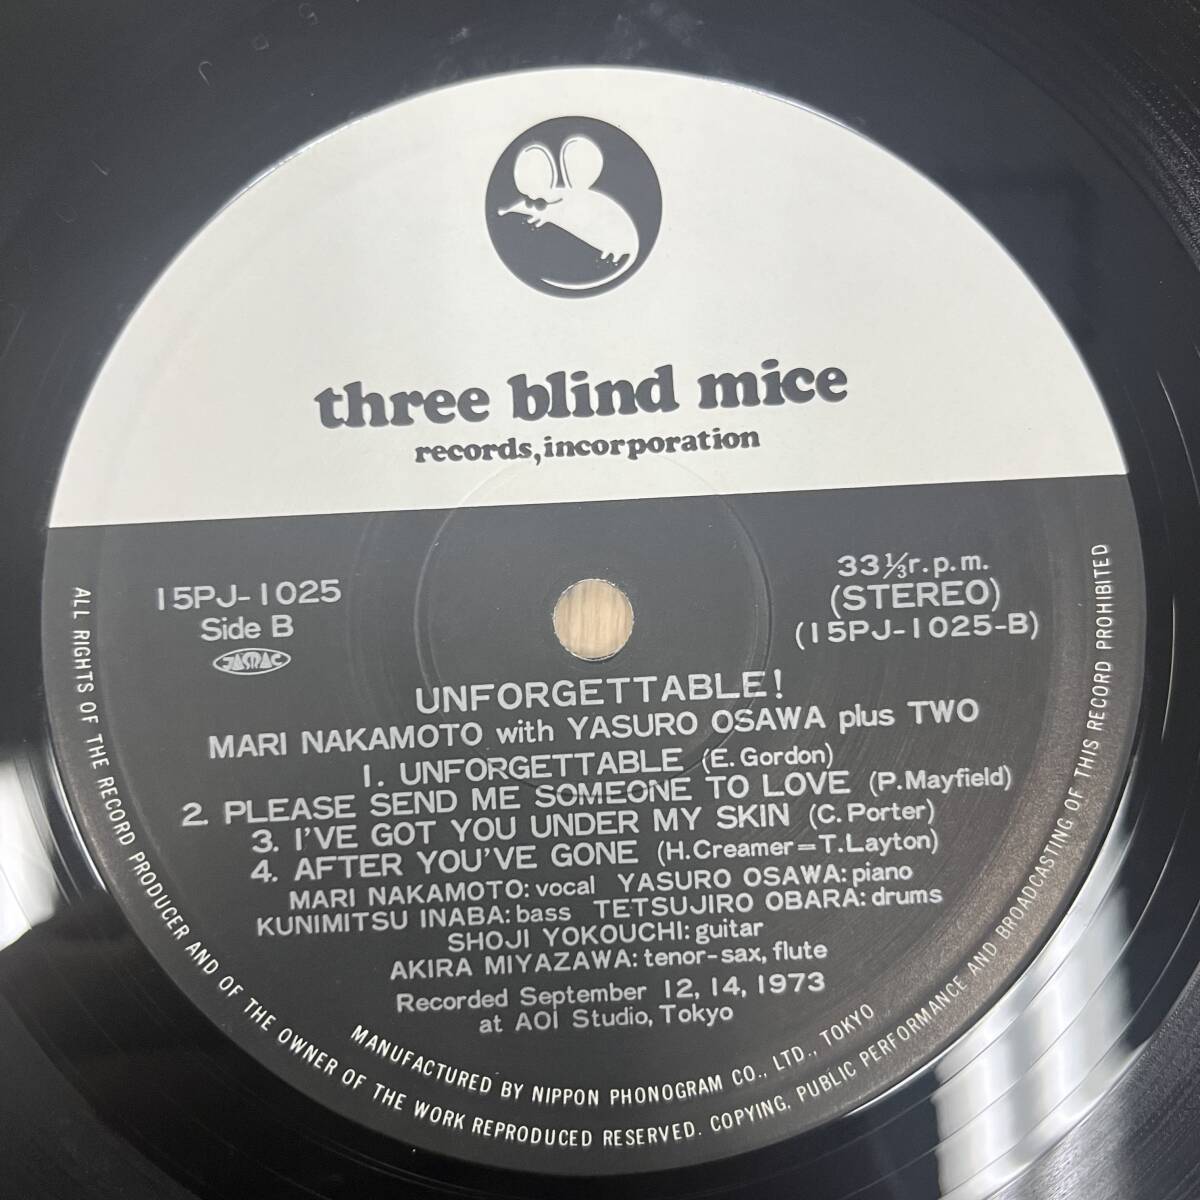 three blind mice
records, incorporation
15PJ-1025
Side B
JASRAC
33 1/3 r.p.m.
(STEREO)
(15PJ-1025-B)
UNFORGETTABLE!
MARI NAKAMOTO with YASURO OSAWA plus TWO
1. UNFORGETTABLE (E. Gordon)
2. PLEASE SEND ME SOMEONE TO LOVE (P. Mayfield)
3. I'VE GOT YOU UNDER MY SKIN (C. Porter)
4. AFTER YOU'VE GONE (H. Creamer=T. Layton)
MARI NAKAMOTO: vocal YASURO OSAWA: piano
KUNIMITSU INABA: bass TETSUJIRO OBARA: drums
SHOJI YOKOUCHI: guitar
AKIRA MIYAZAWA: tenor-sax, flute
Recorded September 12, 14, 1973
at AOI Studio, Tokyo
MANUFACTURED BY NIPPON PHONOGRAM CO., LTD., TOKYO
ALL RIGHTS OF THE RECORD PRODUCER AND OF THE OWNER OF THE WORK REPRODUCED RESERVED. COPYING, PUBLIC PERFORMANCE AND BROADCASTING OF THIS RECORD PROHIBITED